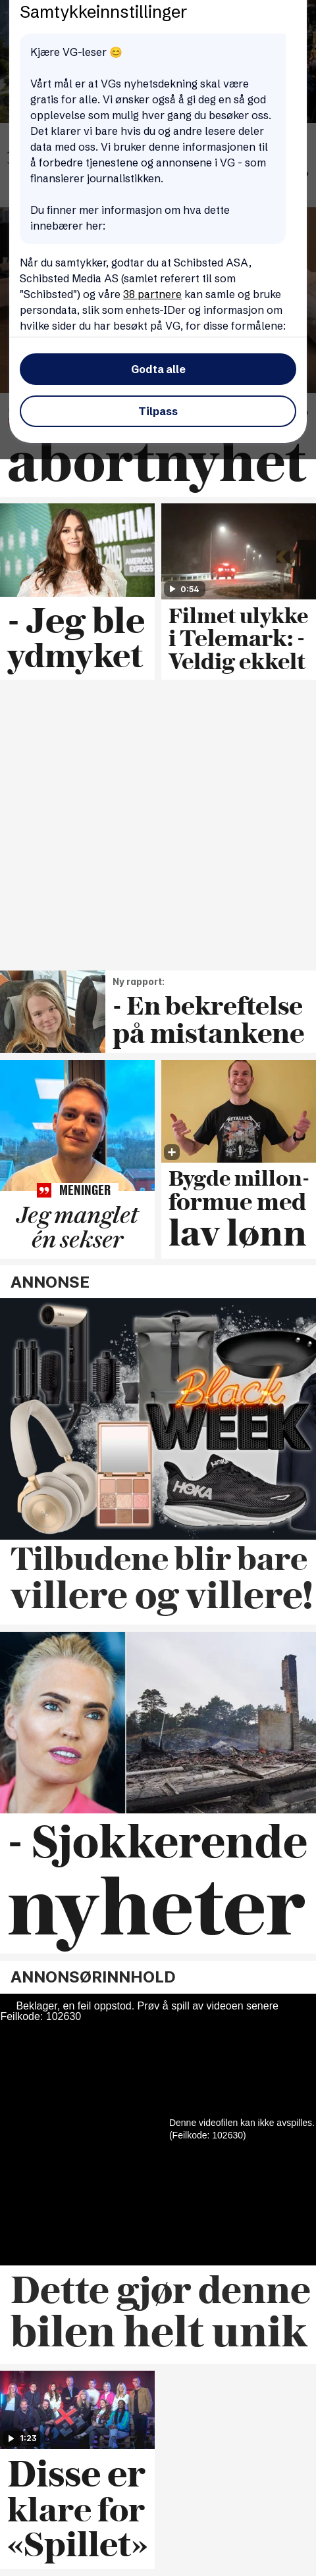 Samtykkeinnstillinger
Kjære VG-leser 😊
Vårt mål er at VGs nyhetsdekning skal være
gratis for alle. Vi ønsker også å gi deg en så god
opplevelse som mulig hver gang du besøker oss.
Det klarer vi bare hvis du og andre lesere deler
data med oss. Vi bruker denne informasjonen til
å forbedre tjenestene og annonsene i VG - som
finansierer journalistikken.
Du finner mer informasjon om hva dette
innebærer her:
Når du samtykker, godtar du at Schibsted ASA,
Schibsted Media AS (samlet referert til som
"Schibsted") og våre 38 partnere kan samle og bruke
persondata, slik som enhets-IDer og informasjon om
hvilke sider du har besøkt på VG, for disse formålene:
Godta alle
Tilpass
abortnyhet
0:54
- Jeg ble
ydmyket
Filmet ulykke
i Telemark: -
Veldig ekkelt
Ny rapport:
- En bekreftelse
på mistankene
MENINGER
Jeg manglet
én sekser
METALLICA
Bygde millon-
formue med
lav lønn
ANNONSE
Black
WEEK
HOKA
Tilbudene blir bare
villere og villere!
- Sjokkerende
nyheter
ANNONSØRINNHOLD
Beklager, en feil oppstod. Prøv å spill av videoen senere
Feilkode: 102630
Denne videofilen kan ikke avspilles.
(Feilkode: 102630)
Dette gjør denne
bilen helt unik
1:23
Disse er
klare for
«Spillet»